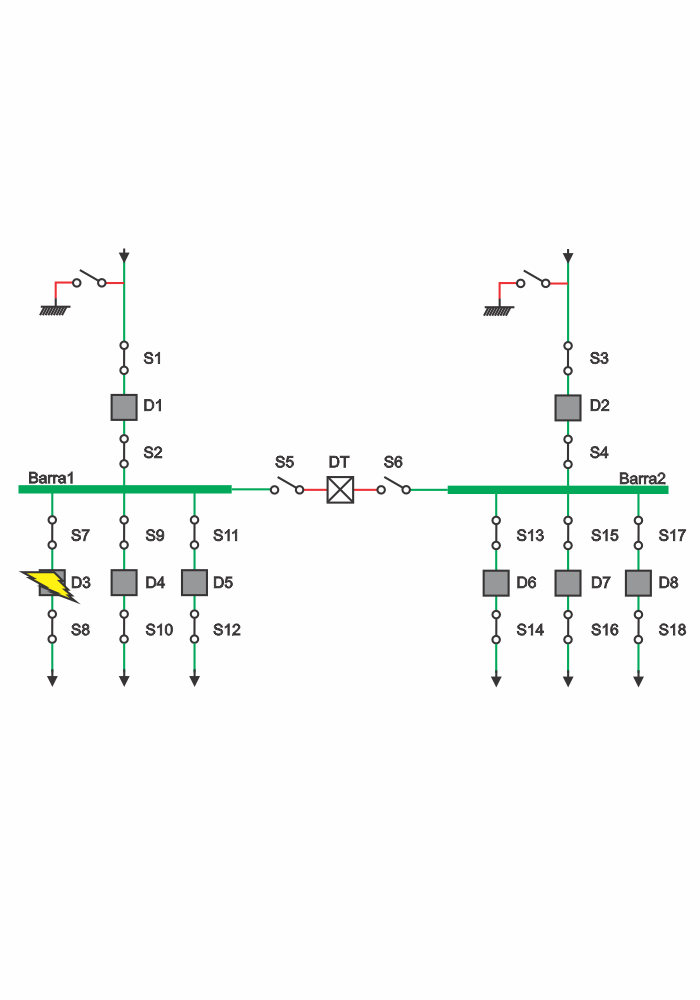 S1
S3
D1
D2
S2
S4
S5 DT S6
Barra1
Barra2
S7 S9 S11 S13 S15 S17
D3 D4 D5 D6 D7 D8
S8 S10 S12 S14 S16 S18